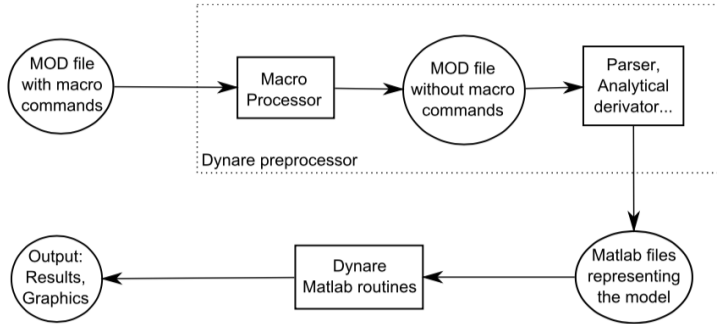 MOD file
with macro
commands
Macro
Processor
MOD file
without macro
commands
Parser,
Analytical
derivator...
Dynare preprocessor
Output:
Results,
Graphics
Dynare
Matlab routines
Matlab files
representing
the model